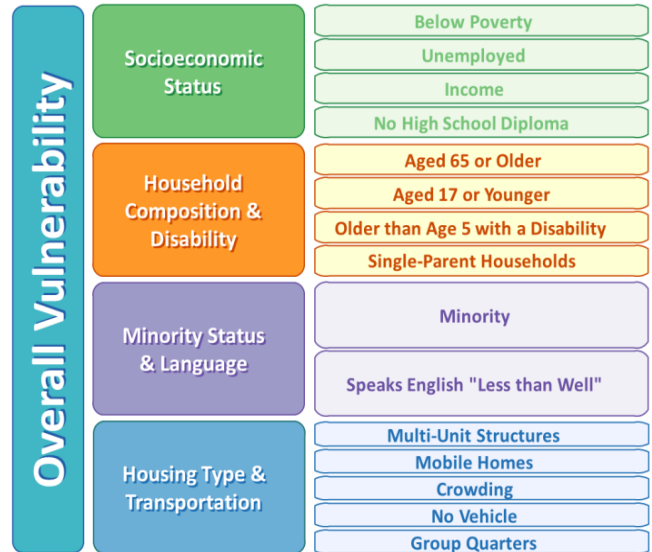 Overall Vulnerability
Socioeconomic
Status
Below Poverty
Unemployed
Income
No High School Diploma
Household
Composition &
Disability
Aged 65 or Older
Aged 17 or Younger
Older than Age 5 with a Disability
Single-Parent Households
Minority Status
& Language
Minority
Speaks English "Less than Well"
Housing Type &
Transportation
Multi-Unit Structures
Mobile Homes
Crowding
No Vehicle
Group Quarters